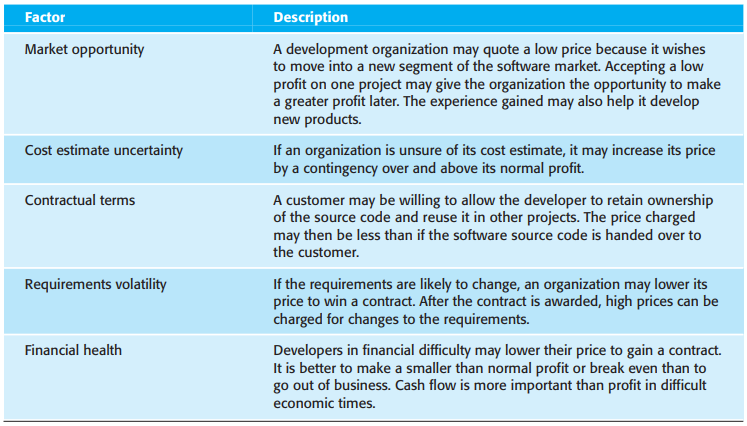 Factor Description
Market opportunity A development organization may quote a low price because it wishes
to move into a new segment of the software market. Accepting a low
profit on one project may give the organization the opportunity to make
a greater profit later. The experience gained may also help it develop
new products.
Cost estimate uncertainty If an organization is unsure of its cost estimate, it may increase its price
by a contingency over and above its normal profit.
Contractual terms A customer may be willing to allow the developer to retain ownership
of the source code and reuse it in other projects. The price charged
may then be less than if the software source code is handed over to
the customer.
Requirements volatility If the requirements are likely to change, an organization may lower its
price to win a contract. After the contract is awarded, high prices can be
charged for changes to the requirements.
Financial health Developers in financial difficulty may lower their price to gain a contract.
It is better to make a smaller than normal profit or break even than to
go out of business. Cash flow is more important than profit in difficult
economic times.